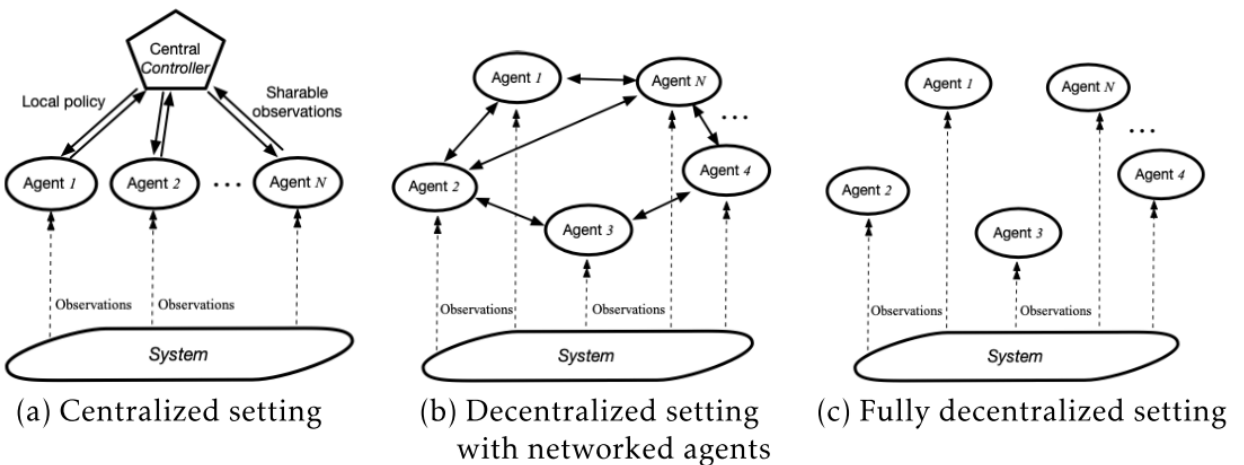 Central
Controller
Local policy
Sharable
observations
Agent 1
Agent 2
...
Agent N
Observations
Observations
System
(a) Centralized setting
Agent 1
Agent N
...
Agent 2
Agent 4
Agent 3
Observations
Observations
System
(b) Decentralized setting
with networked agents
Agent 1
Agent N
...
Agent 2
Agent 4
Agent 3
Observations
Observations
System
(c) Fully decentralized setting